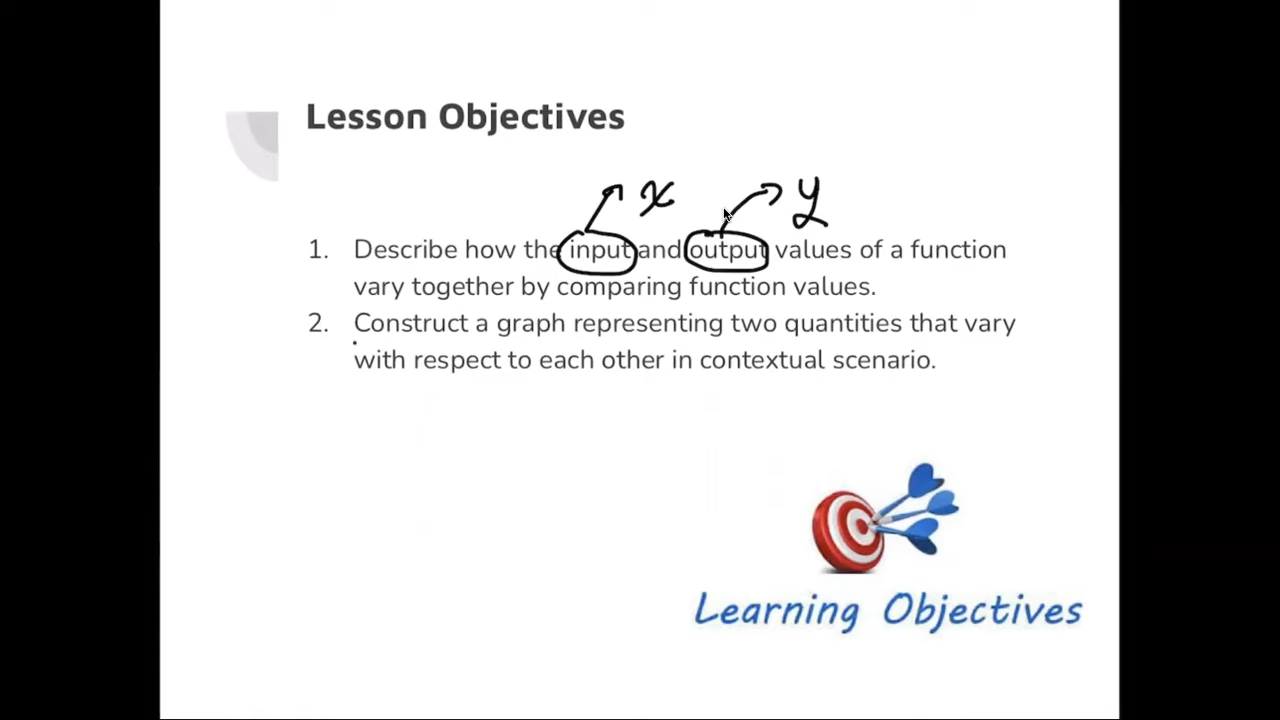 Lesson Objectives
x y
1. Describe how the input and output values of a function
vary together by comparing function values.
2. Construct a graph representing two quantities that vary
with respect to each other in contextual scenario.
Learning Objectives